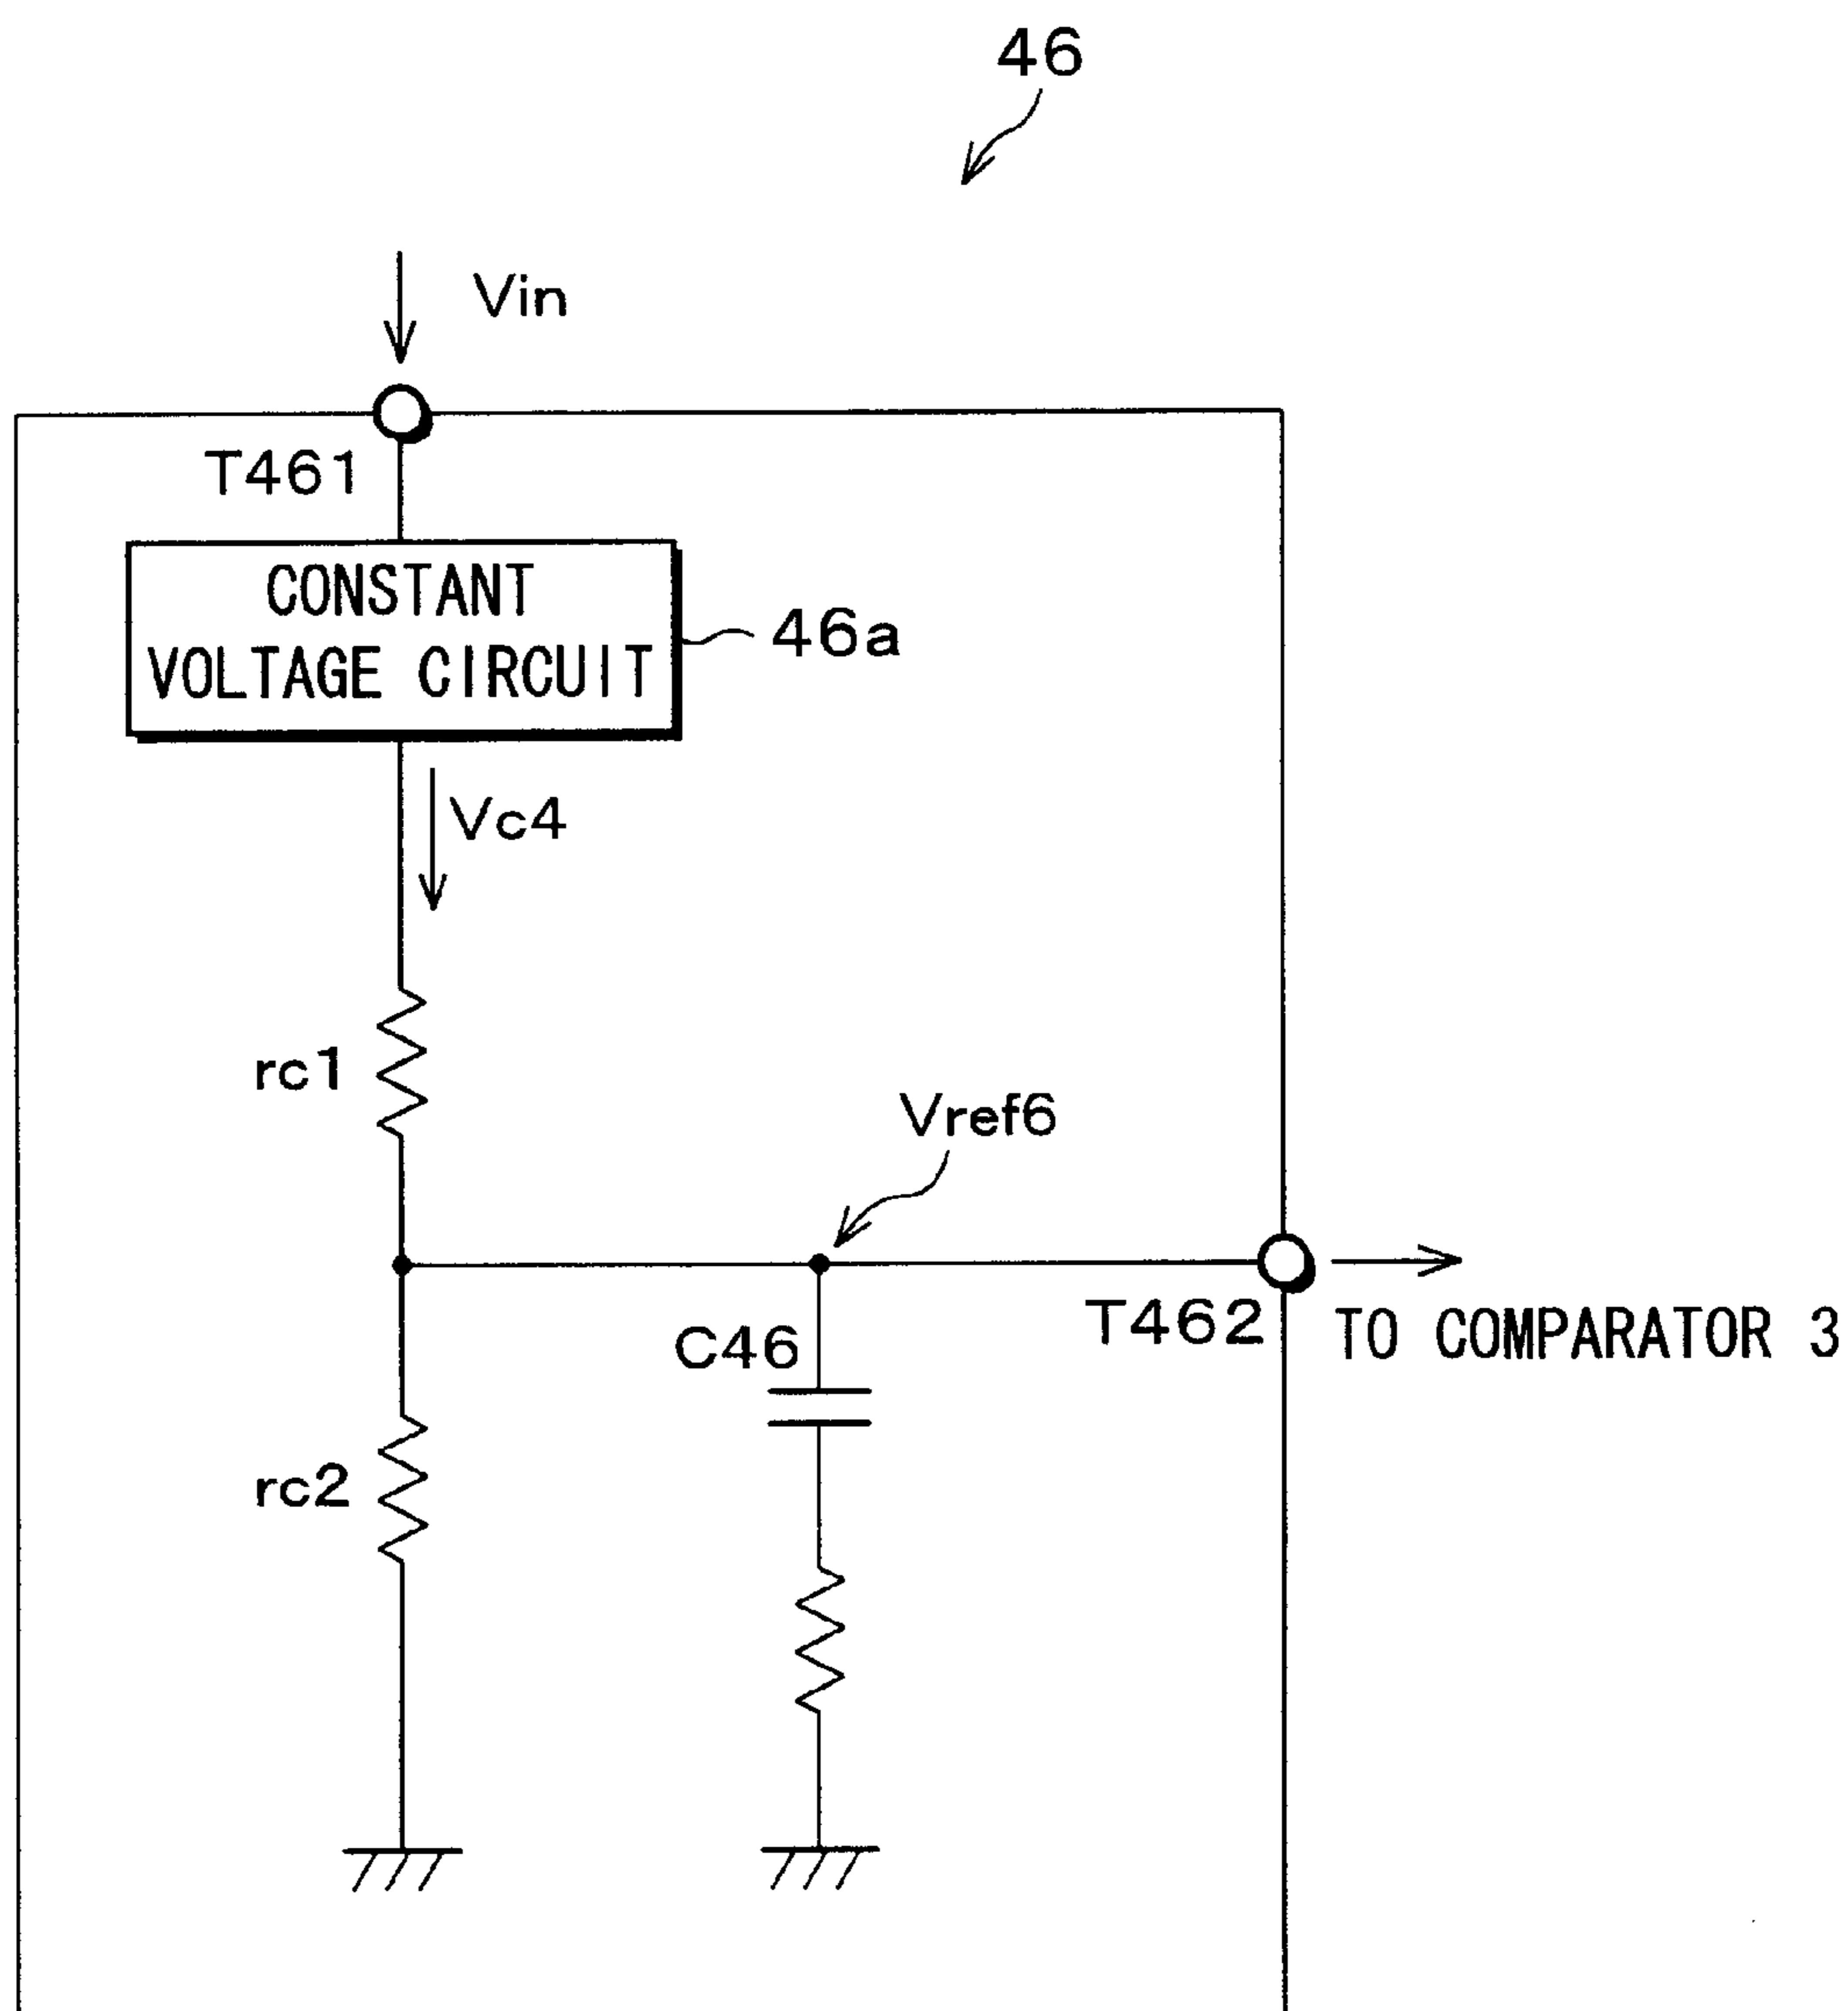 46
Vin
T461
CONSTANT
VOLTAGE CIRCUIT
46a
Vc4
rc1
Vref6
T462
TO COMPARATOR 3
C46
rc2